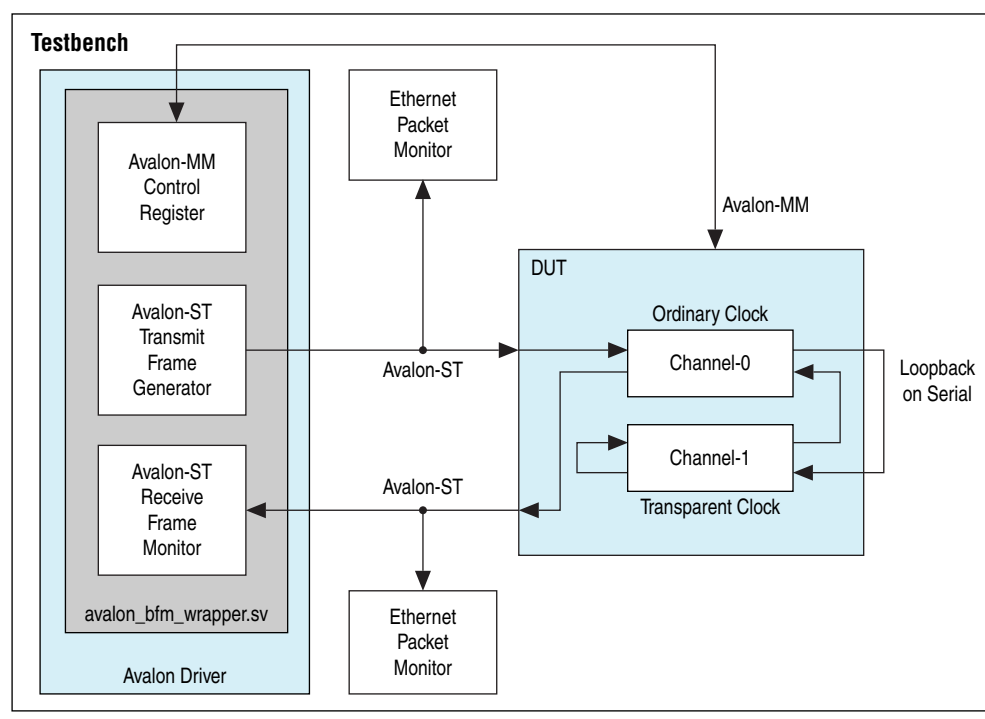 Testbench
Avalon-MM
Control
Register
Avalon-ST
Transmit
Frame
Generator
Avalon-ST
Receive
Frame
Monitor
avalon_bfm_wrapper.sv
Avalon Driver
Ethernet
Packet
Monitor
Avalon-ST
Avalon-ST
Ethernet
Packet
Monitor
Avalon-MM
DUT
Ordinary Clock
Channel-0
Channel-1
Transparent Clock
Loopback
on Serial